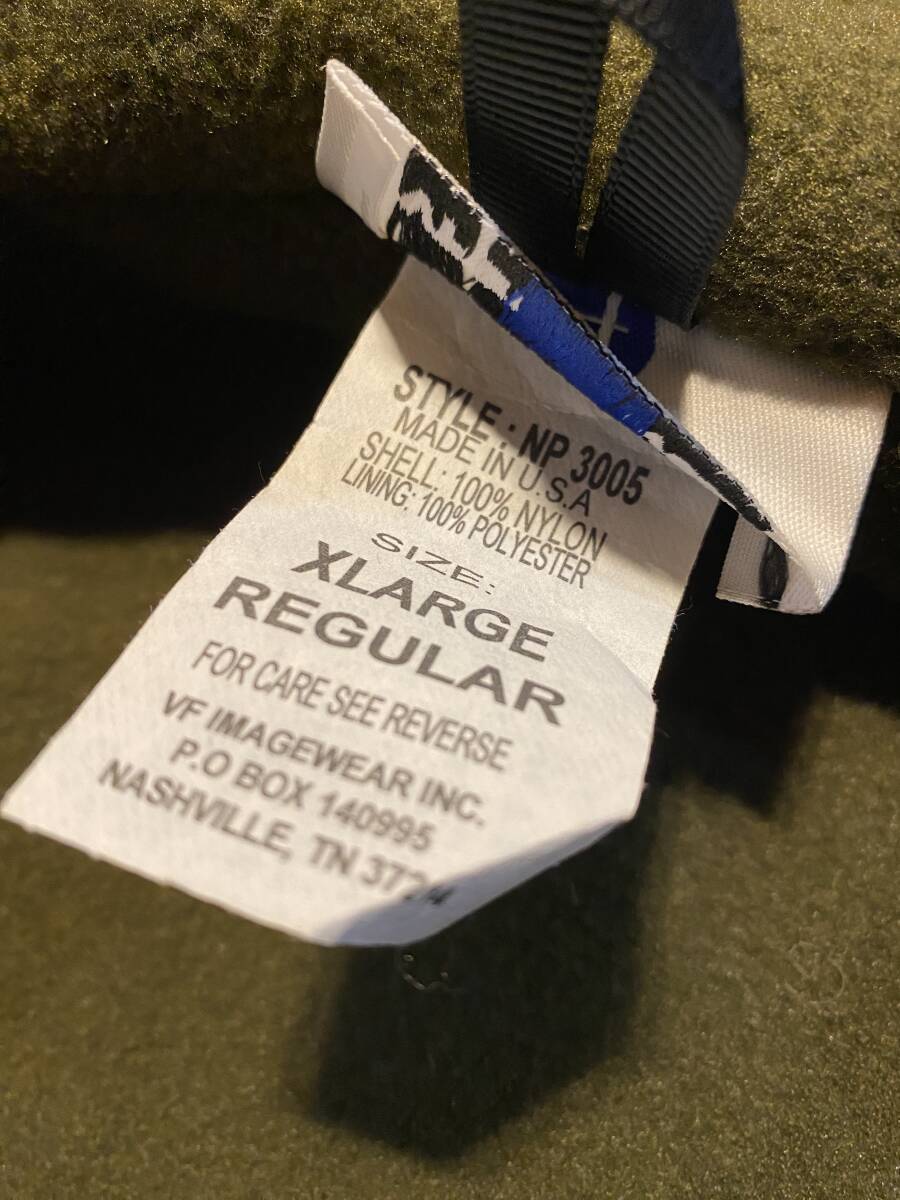 STYLE · NP 3005
MADE IN U.S.A
SHELL: 100% NYLON
LINING: 100% POLYESTER
SIZE:
XLARGE
REGULAR
FOR CARE SEE REVERSE
VF IMAGEWEAR INC.
P.O BOX 140995
NASHVILLE, TN